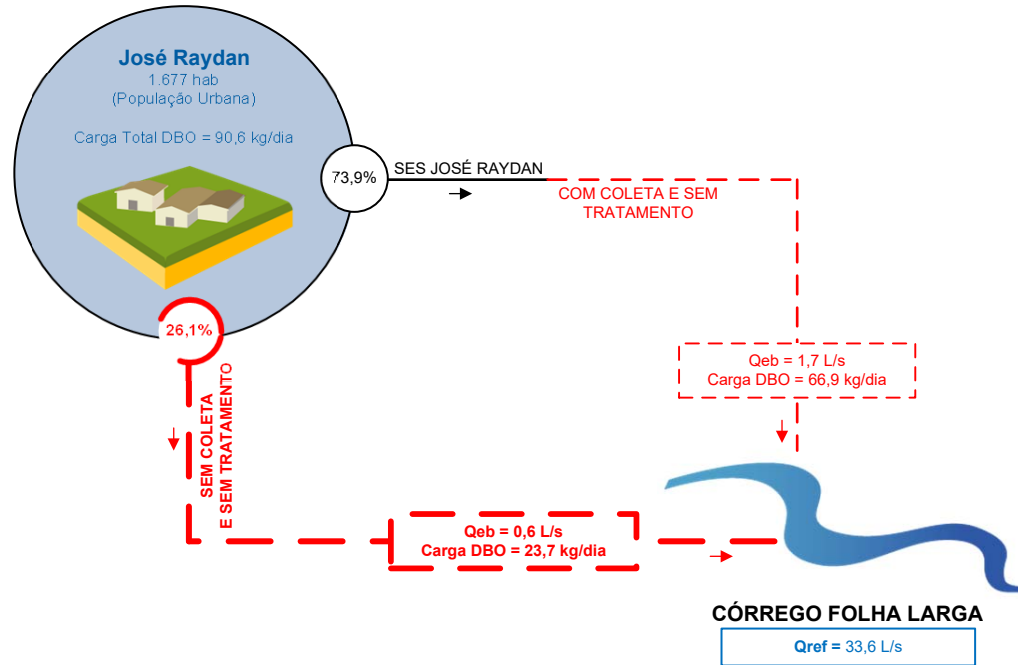 José Raydan
1.677 hab
(População Urbana)
Carga Total DBO = 90,6 kg/dia
73,9%
SES JOSÉ RAYDAN
COM COLETA E SEM
TRATAMENTO
26,1%
SEM COLETA
E SEM TRATAMENTO
Qeb = 1,7 L/s
Carga DBO = 66,9 kg/dia
Qeb = 0,6 L/s
Carga DBO = 23,7 kg/dia
CÓRREGO FOLHA LARGA
Qref = 33,6 L/s